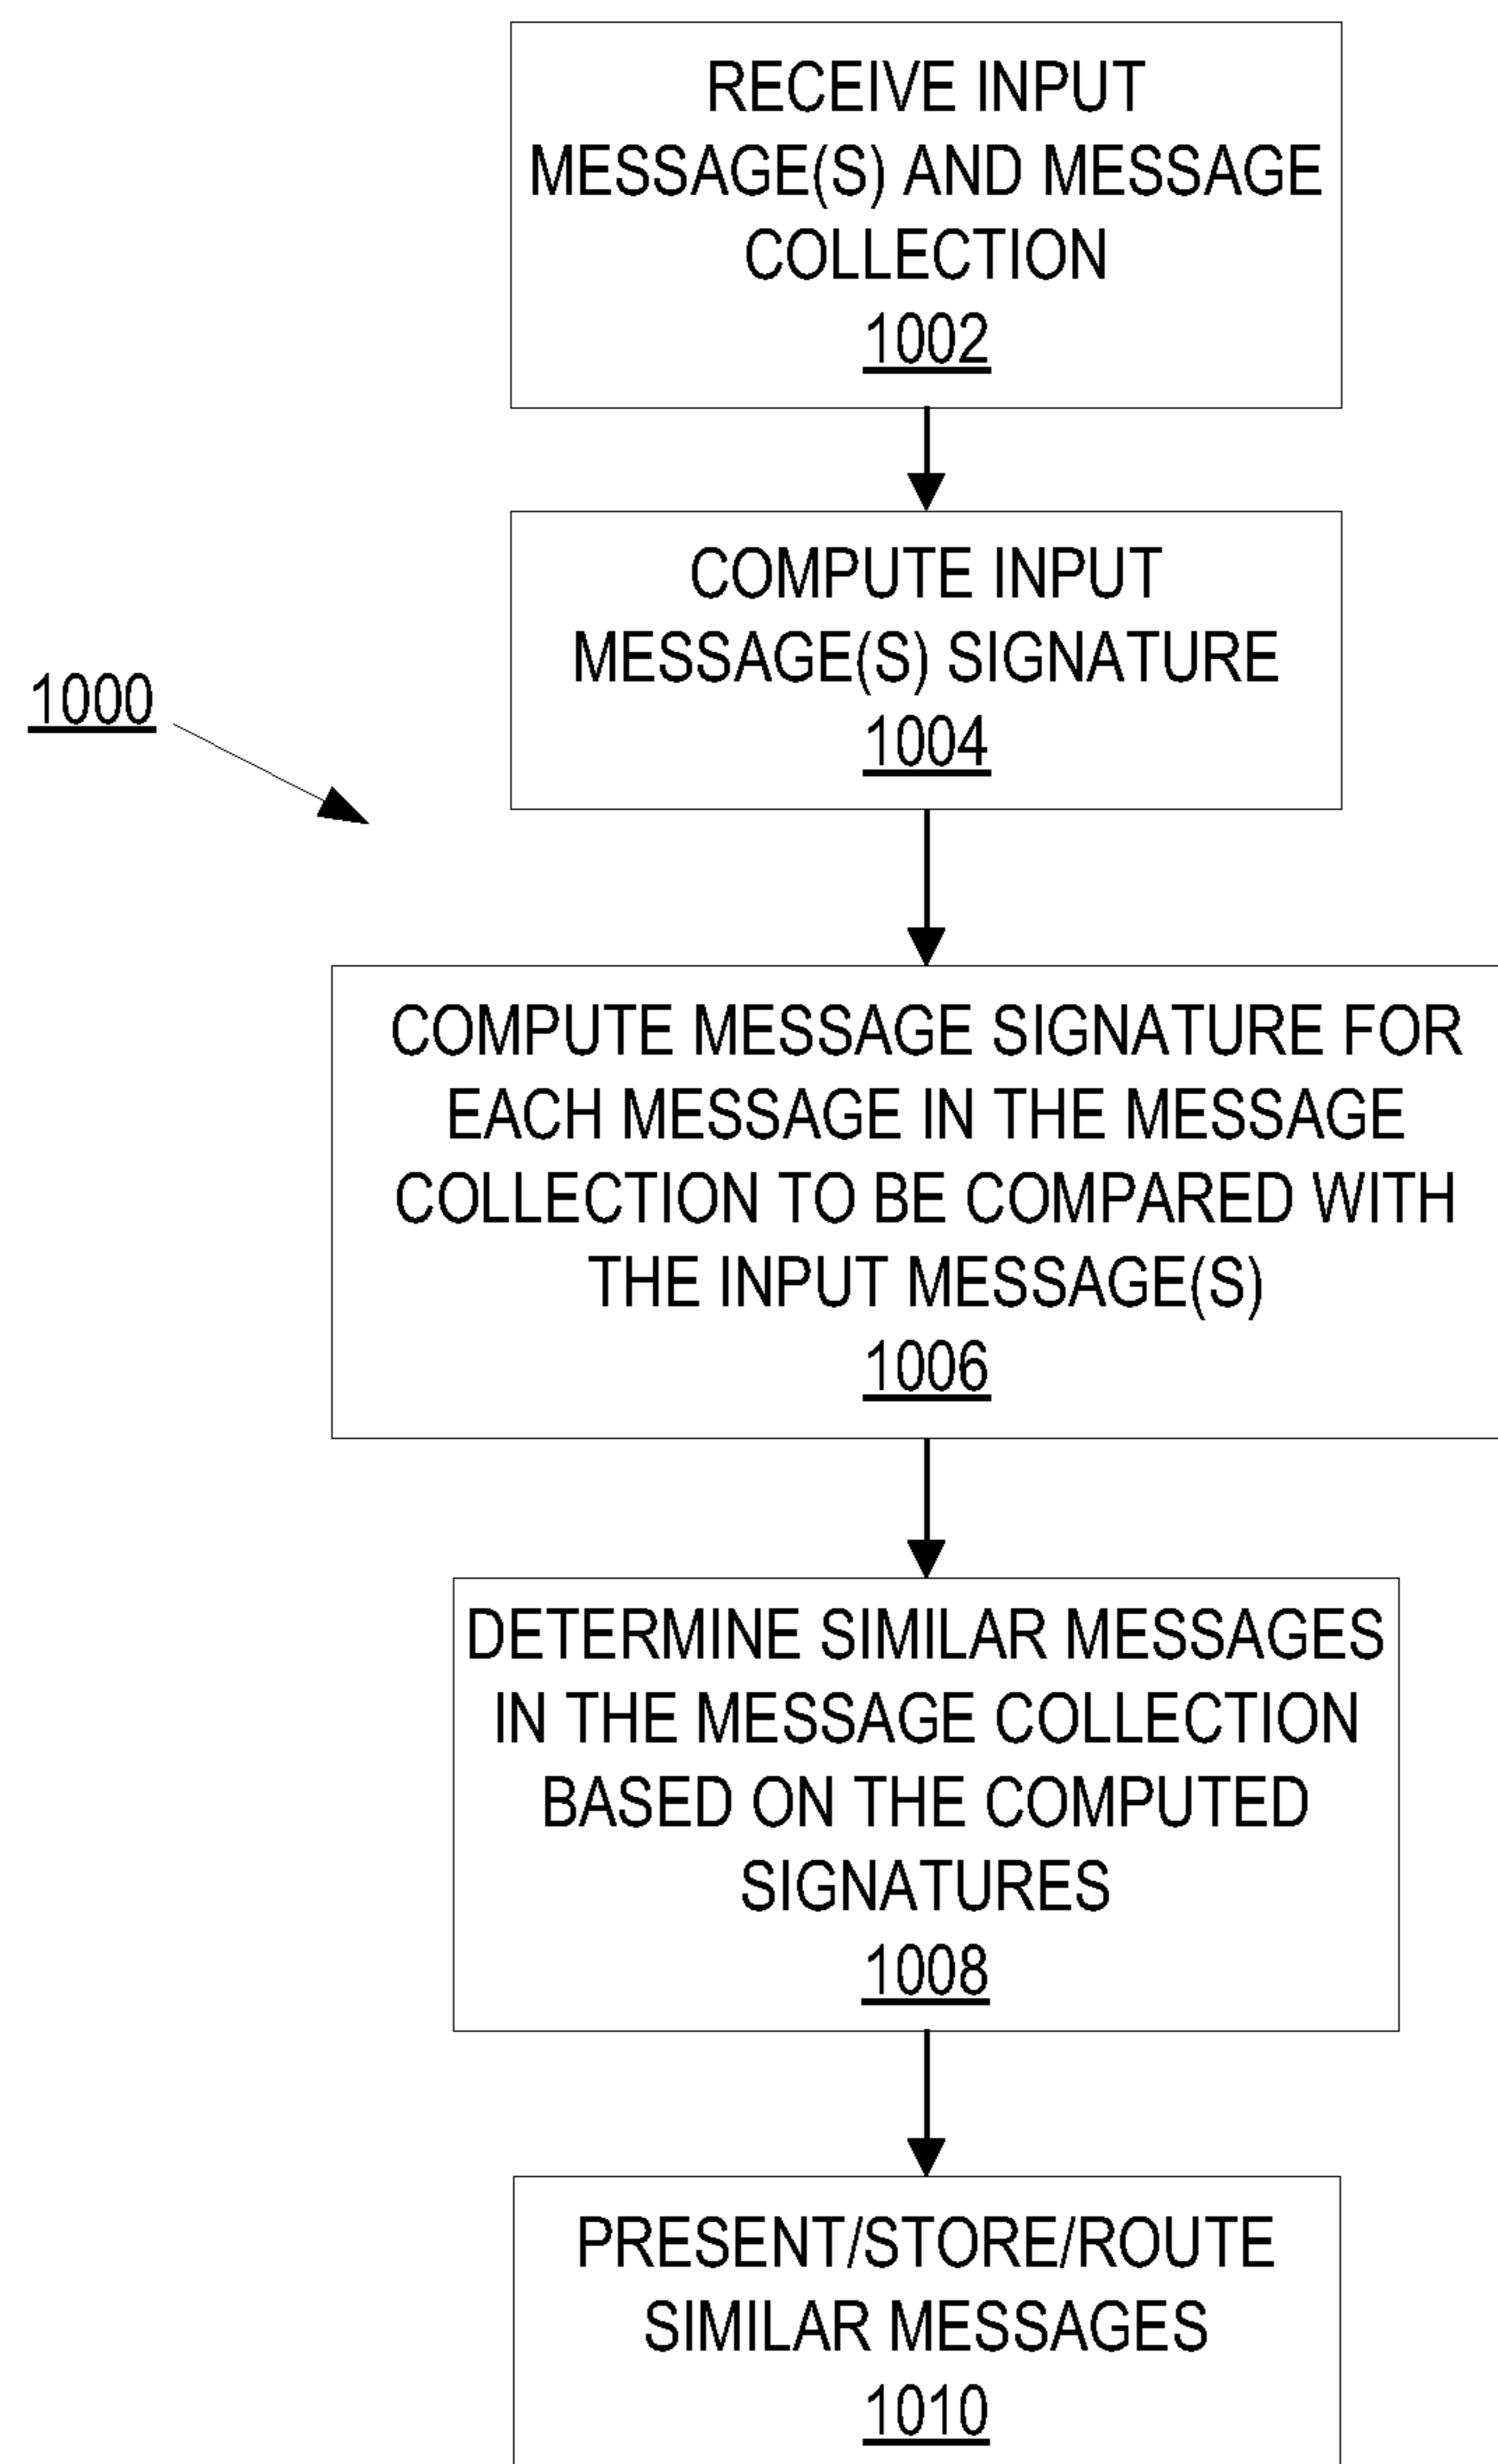 RECEIVE INPUT
MESSAGE(S) AND MESSAGE
COLLECTION
1002
COMPUTE INPUT
MESSAGE(S) SIGNATURE
1004
1000
COMPUTE MESSAGE SIGNATURE FOR
EACH MESSAGE IN THE MESSAGE
COLLECTION TO BE COMPARED WITH
THE INPUT MESSAGE(S)
1006
DETERMINE SIMILAR MESSAGES
IN THE MESSAGE COLLECTION
BASED ON THE COMPUTED
SIGNATURES
1008
PRESENT/STORE/ROUTE
SIMILAR MESSAGES
1010